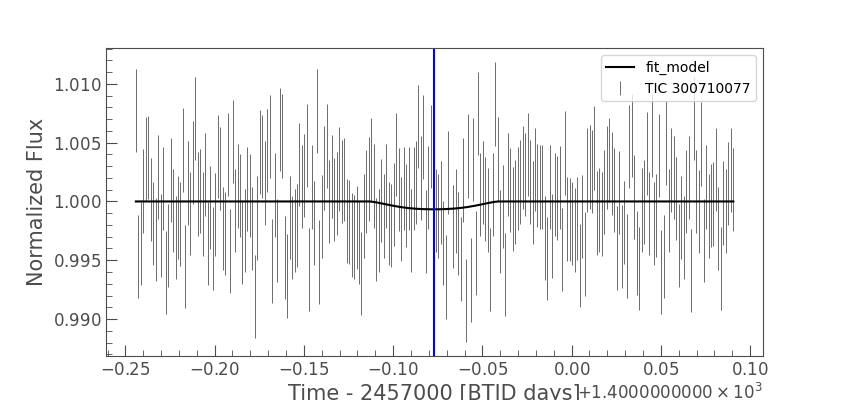 fit_model
TIC 300710077
1.010
1.005
1.000
0.995
0.990
Normalized Flux
−0.25 −0.20 −0.15 −0.10 −0.05 0.00 0.05 0.10
Time - 2457000 [BTJD days]
+1.4000000000 × 10³